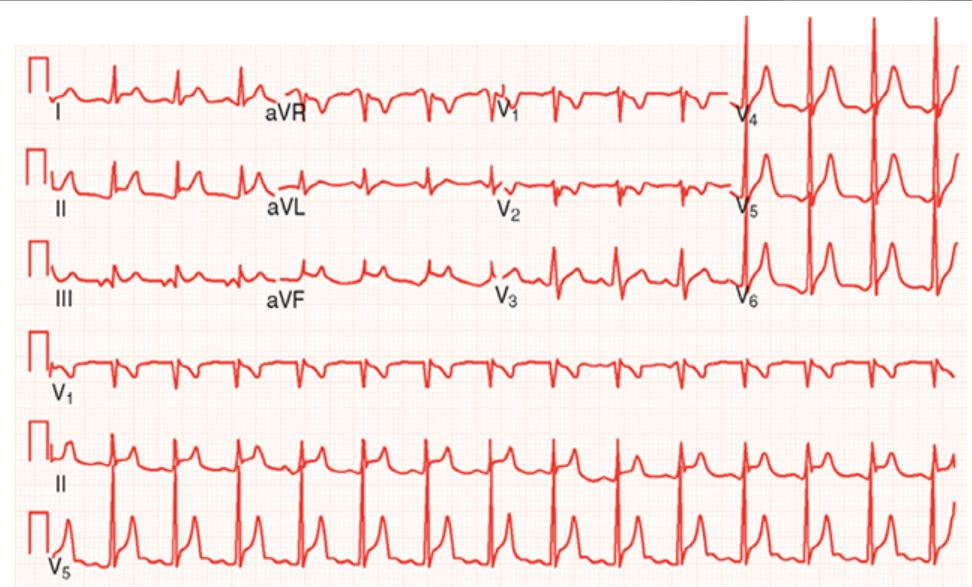 I aVR V₁ V₄
II aVL V₂ V₅
III aVF V₃ V₆
V₁
II
V₅